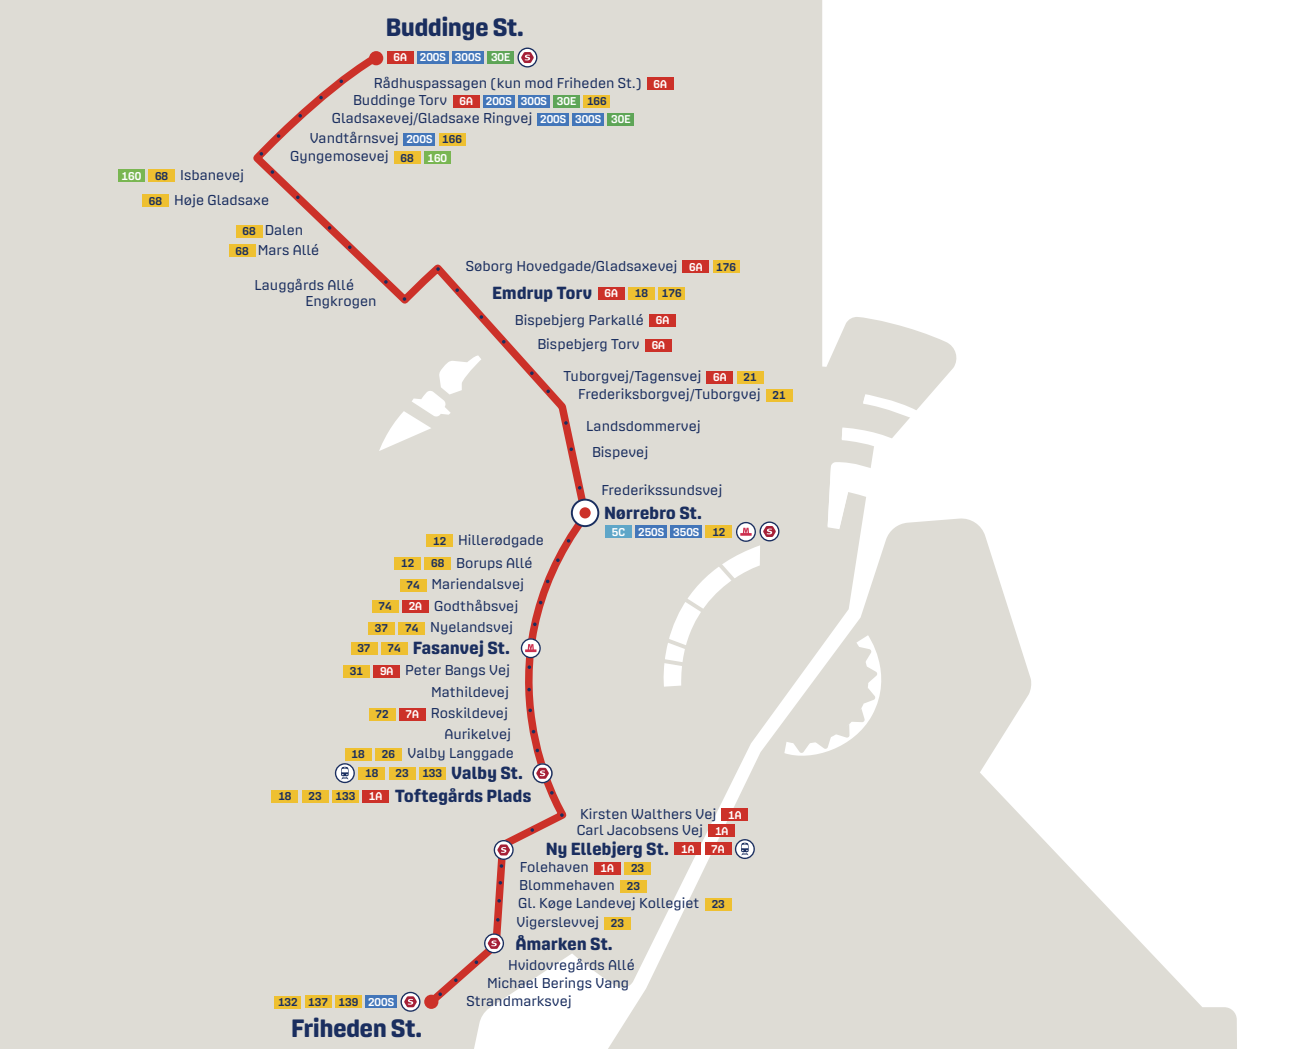 Buddinge St.
6A 200S 300S 30E S
Rådhuspassagen (kun mod Friheden St.) 6A
Buddinge Torv 6A 200S 300S 30E 166
Gladsaxevej/Gladsaxe Ringvej 200S 300S 30E
Vandtårnsvej 200S 166
Gyngemosevej 68 160
160 68 Isbanevej
68 Høje Gladsaxe
68 Dalen
68 Mars Allé
Lauggårds Allé
Engkrogen
Søborg Hovedgade/Gladsaxevej 6A 176
Emdrup Torv 6A 18 176
Bispebjerg Parkallé 6A
Bispebjerg Torv 6A
Tuborgvej/Tagensvej 6A 21
Frederiksborgvej/Tuborgvej 21
Landsdommervej
Bispevej
Frederikssundsvej
Nørrebro St.
5C 250S 350S 12 M S
12 Hillerødgade
12 68 Borups Allé
74 Mariendalsvej
74 2A Godthåbsvej
37 74 Nyelandsvej
37 74 Fasanvej St. M
31 9A Peter Bangs Vej
Mathildevej
72 7A Roskildevej
Aurikelvej
18 26 Valby Langgade
18 23 133 Valby St. S
18 23 133 1A Toftegårds Plads
Kirsten Walthers Vej 1A
Carl Jacobsens Vej 1A
S Ny Ellebjerg St. 1A 7A
Folehaven 1A 23
Blommehaven 23
Gl. Køge Landevej Kollegiet 23
Vigerslevvej 23
S Åmarken St.
Hvidovregårds Allé
Michael Berings Vang
Strandmarksvej
132 137 139 200S S
Friheden St.